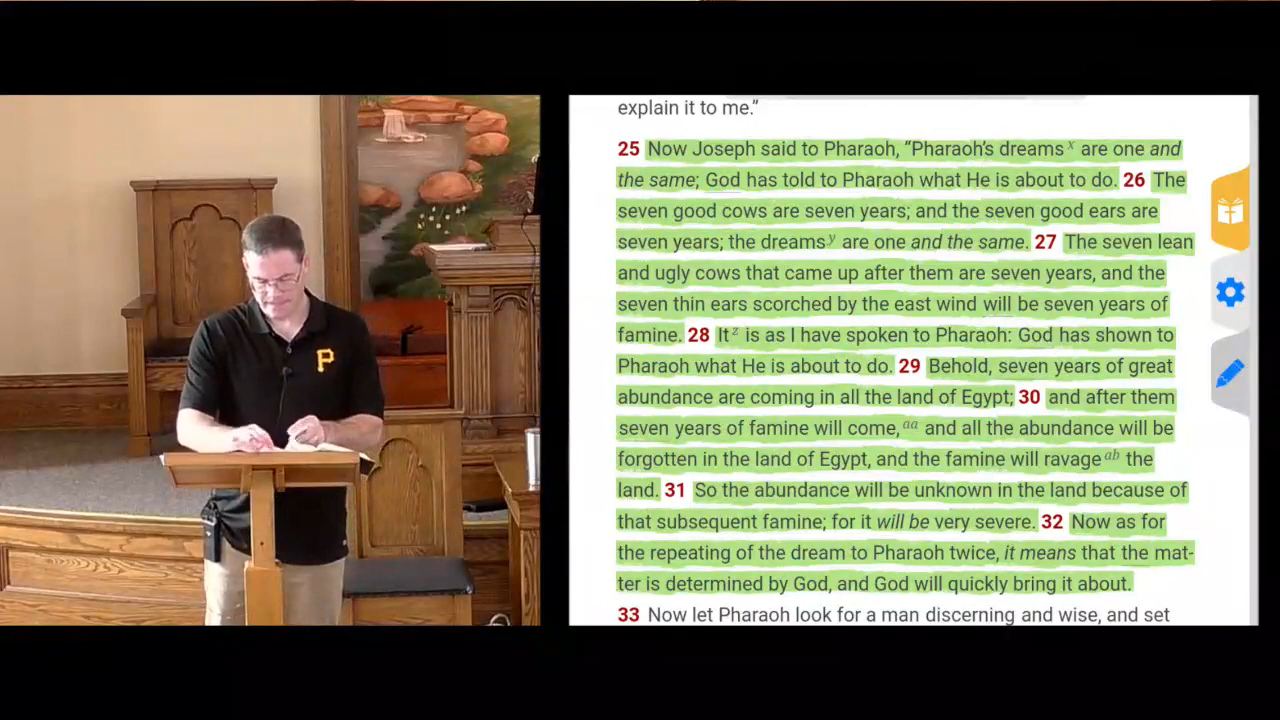 P
explain it to me.”
25 Now Joseph said to Pharaoh, “Pharaoh’s dreams x are one and
the same; God has told to Pharaoh what He is about to do. 26 The
seven good cows are seven years; and the seven good ears are
seven years; the dreams y are one and the same. 27 The seven lean
and ugly cows that came up after them are seven years, and the
seven thin ears scorched by the east wind will be seven years of
famine. 28 It z is as I have spoken to Pharaoh: God has shown to
Pharaoh what He is about to do. 29 Behold, seven years of great
abundance are coming in all the land of Egypt; 30 and after them
seven years of famine will come, aa and all the abundance will be
forgotten in the land of Egypt, and the famine will ravage ab the
land. 31 So the abundance will be unknown in the land because of
that subsequent famine; for it will be very severe. 32 Now as for
the repeating of the dream to Pharaoh twice, it means that the mat-
ter is determined by God, and God will quickly bring it about.
33 Now let Pharaoh look for a man discerning and wise, and set